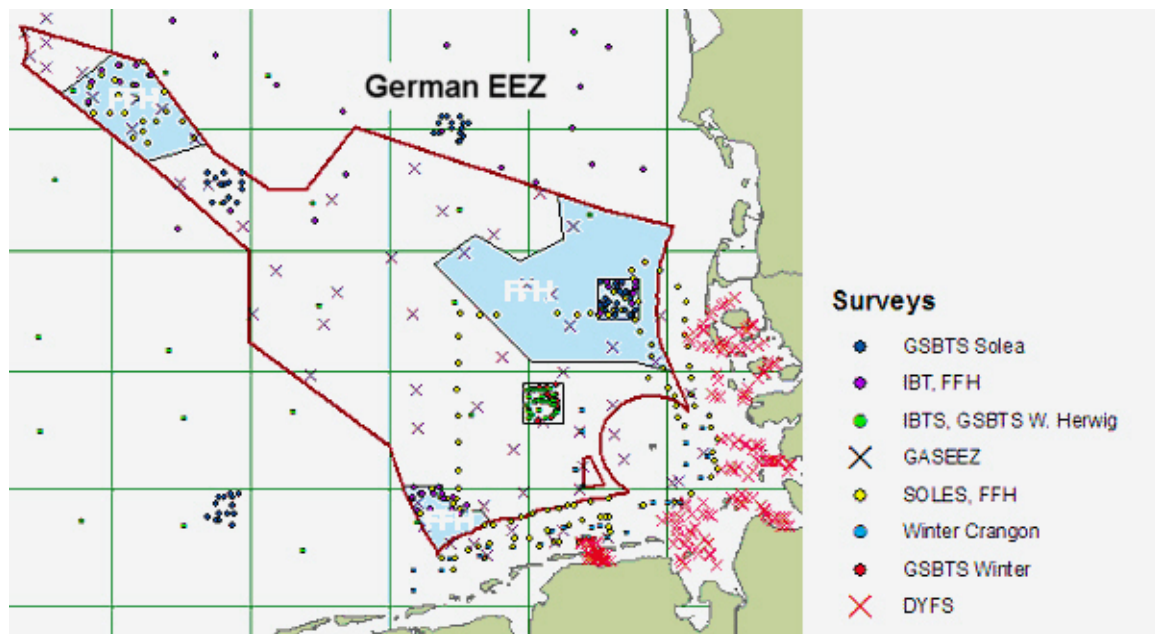 German EEZ
FFH
FFH
FFH
Surveys
GSBTS Solea
IBT, FFH
IBTS, GSBTS W. Herwig
GASEEZ
SOLES, FFH
Winter Crangon
GSBTS Winter
DYFS